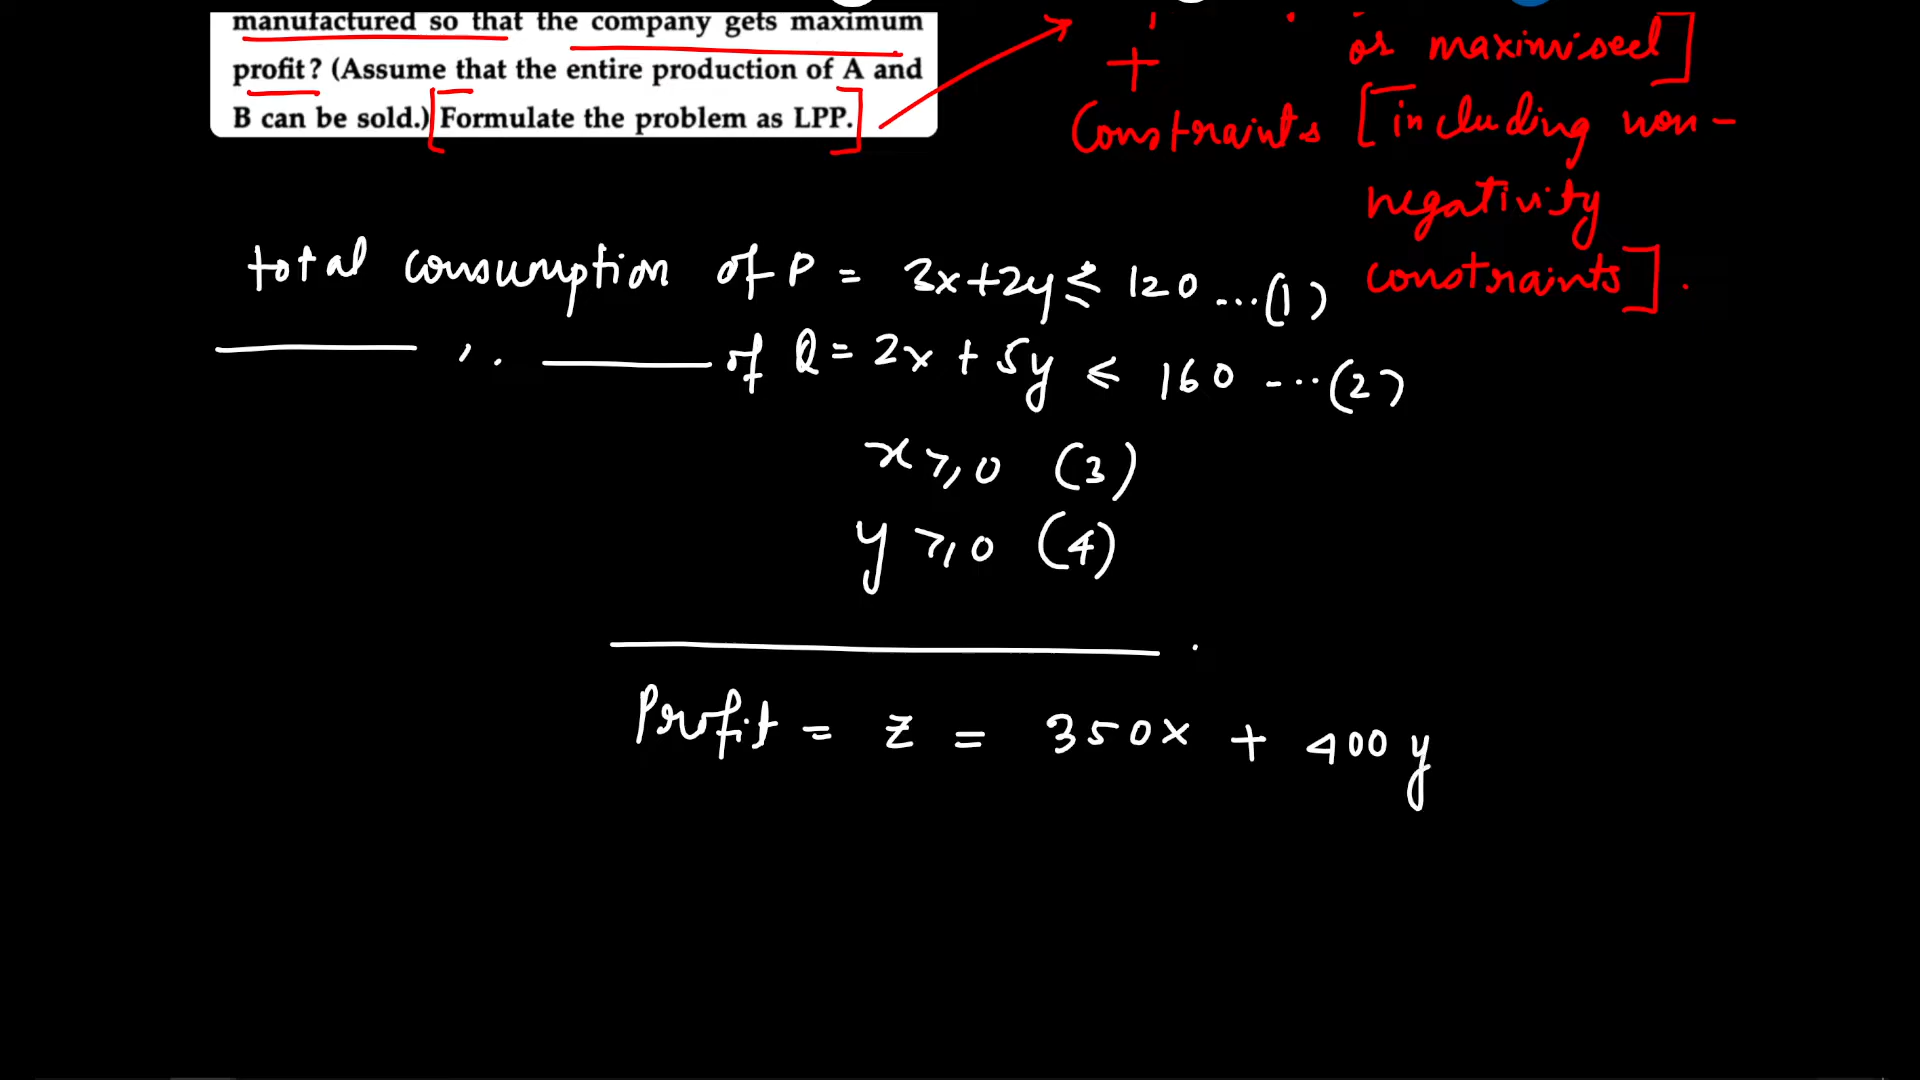 manufactured so that the company gets maximum
profit? (Assume that the entire production of A and
B can be sold.) [Formulate the problem as LPP.]
+
or maximised]
Constraints [including non-
negativity
constraints].
total consumption of P = 3x+2y ≤ 120 ...(1)
of Q = 2x + 5y ≤ 160 ...(2)
x ≥ 0 (3)
y ≥ 0 (4)
Profit = z = 350x + 400y